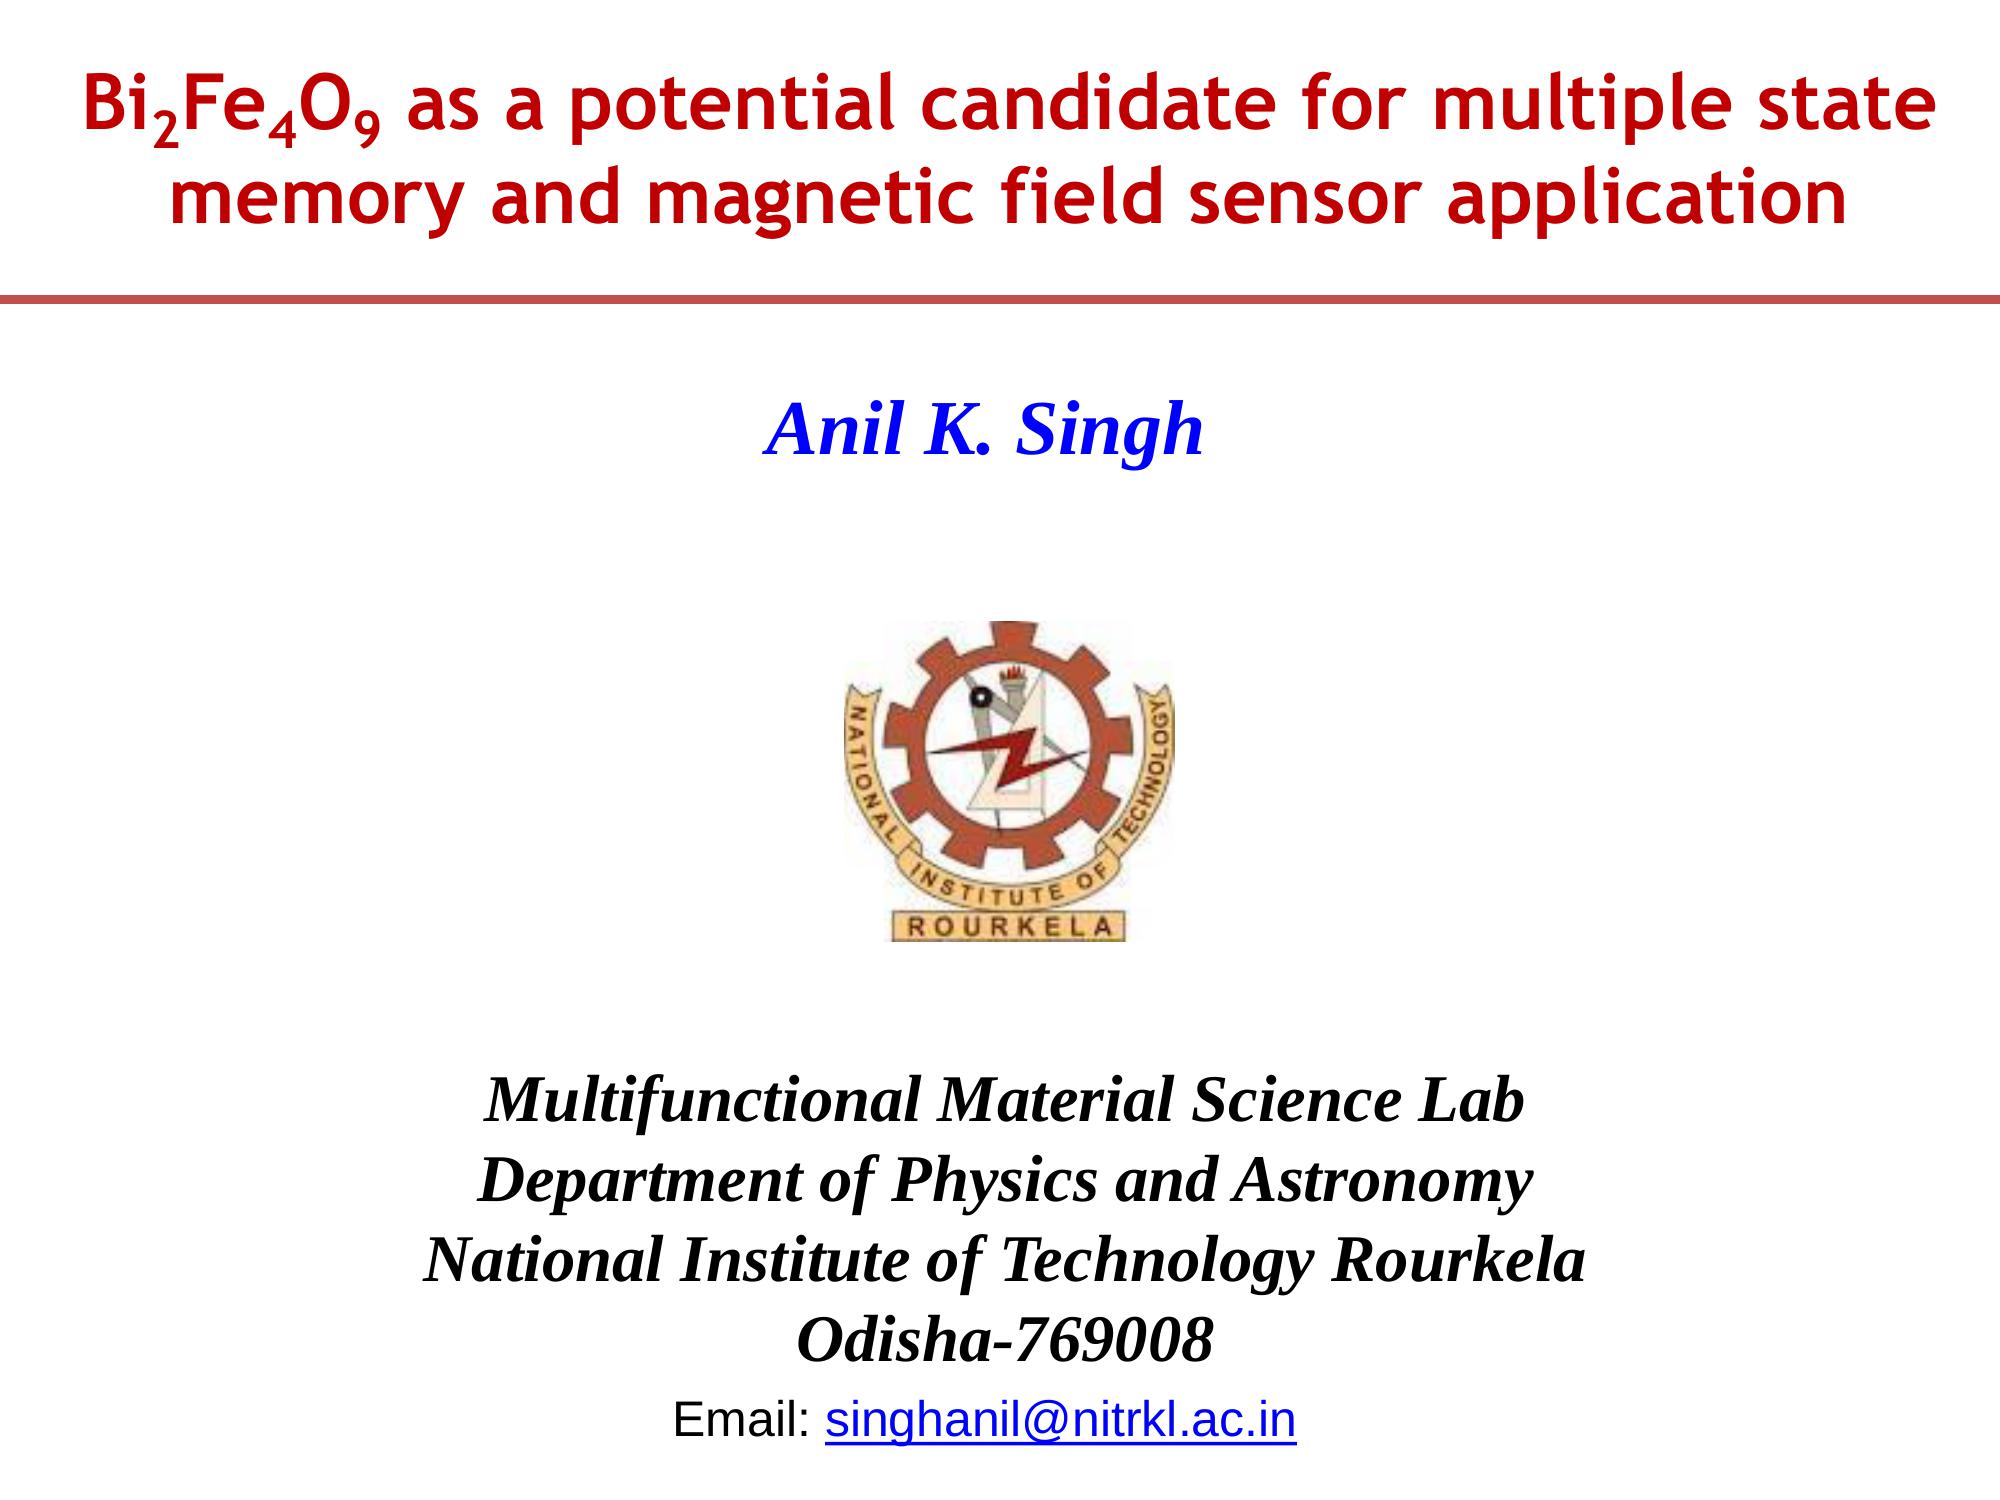 Bi₂Fe₄O₉ as a potential candidate for multiple state
memory and magnetic field sensor application
Anil K. Singh
NATIONAL INSTITUTE OF TECHNOLOGY
ROURKELA
Multifunctional Material Science Lab
Department of Physics and Astronomy
National Institute of Technology Rourkela
Odisha-769008
Email: singhanil@nitrkl.ac.in